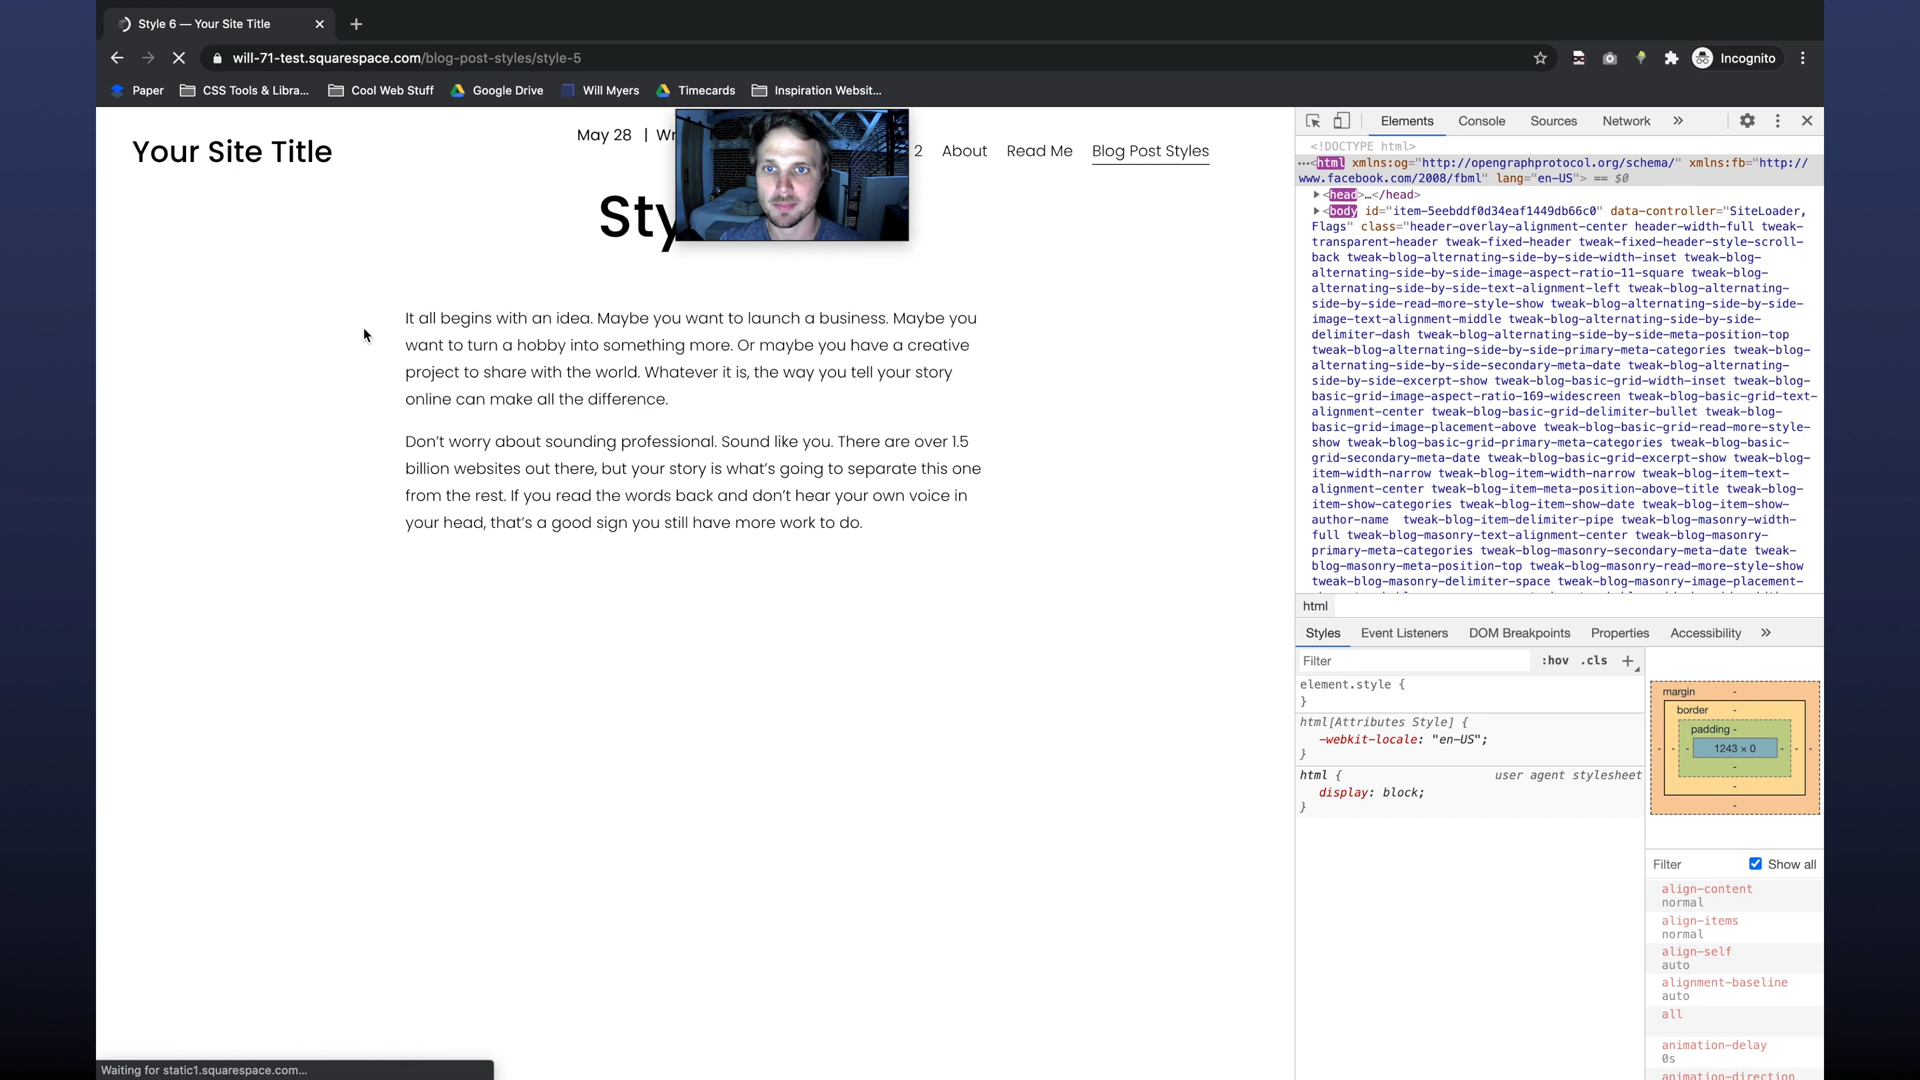 Style 6 — Your Site Title
will-71-test.squarespace.com/blog-post-styles/style-5
Incognito
Paper
CSS Tools & Libra...
Cool Web Stuff
Google Drive
Will Myers
Timecards
Inspiration Websit...
Your Site Title
May 28 | Wr
2
About
Read Me
Blog Post Styles
Sty
It all begins with an idea. Maybe you want to launch a business. Maybe you
want to turn a hobby into something more. Or maybe you have a creative
project to share with the world. Whatever it is, the way you tell your story
online can make all the difference.
Don't worry about sounding professional. Sound like you. There are over 1.5
billion websites out there, but your story is what's going to separate this one
from the rest. If you read the words back and don't hear your own voice in
your head, that's a good sign you still have more work to do.
Waiting for static1.squarespace.com...
Elements
Console
Sources
Network
<!DOCTYPE html>
<html xmlns:og="http://opengraphprotocol.org/schema/" xmlns:fb="http://
www.facebook.com/2008/fbml" lang="en-US"> == $0
<head>…</head>
<body id="item-5eebddf0d34eaf1449db66c0" data-controller="SiteLoader,
Flags" class="header-overlay-alignment-center header-width-full tweak-
transparent-header tweak-fixed-header tweak-fixed-header-style-scroll-
back tweak-blog-alternating-side-by-side-width-inset tweak-blog-
alternating-side-by-side-image-aspect-ratio-11-square tweak-blog-
alternating-side-by-side-text-alignment-left tweak-blog-alternating-
side-by-side-read-more-style-show tweak-blog-alternating-side-by-side-
image-text-alignment-middle tweak-blog-alternating-side-by-side-
delimiter-dash tweak-blog-alternating-side-by-side-meta-position-top
tweak-blog-alternating-side-by-side-primary-meta-categories tweak-blog-
alternating-side-by-side-secondary-meta-date tweak-blog-alternating-
side-by-side-excerpt-show tweak-blog-basic-grid-width-inset tweak-blog-
basic-grid-image-aspect-ratio-169-widescreen tweak-blog-basic-grid-text-
alignment-center tweak-blog-basic-grid-delimiter-bullet tweak-blog-
basic-grid-image-placement-above tweak-blog-basic-grid-read-more-style-
show tweak-blog-basic-grid-primary-meta-categories tweak-blog-basic-
grid-secondary-meta-date tweak-blog-basic-grid-excerpt-show tweak-blog-
item-width-narrow tweak-blog-item-width-narrow tweak-blog-item-text-
alignment-center tweak-blog-item-meta-position-above-title tweak-blog-
item-show-categories tweak-blog-item-show-date tweak-blog-item-show-
author-name tweak-blog-item-delimiter-pipe tweak-blog-masonry-width-
full tweak-blog-masonry-text-alignment-center tweak-blog-masonry-
primary-meta-categories tweak-blog-masonry-secondary-meta-date tweak-
blog-masonry-meta-position-top tweak-blog-masonry-read-more-style-show
tweak-blog-masonry-delimiter-space tweak-blog-masonry-image-placement-
html
Styles
Event Listeners
DOM Breakpoints
Properties
Accessibility
Filter
:hov .cls
element.style {
}
html[Attributes Style] {
-webkit-locale: "en-US";
}
html {
user agent stylesheet
display: block;
}
margin -
border -
padding -
1243 × 0
Filter
Show all
align-content
normal
align-items
normal
align-self
auto
alignment-baseline
auto
all
animation-delay
0s
animation-direction